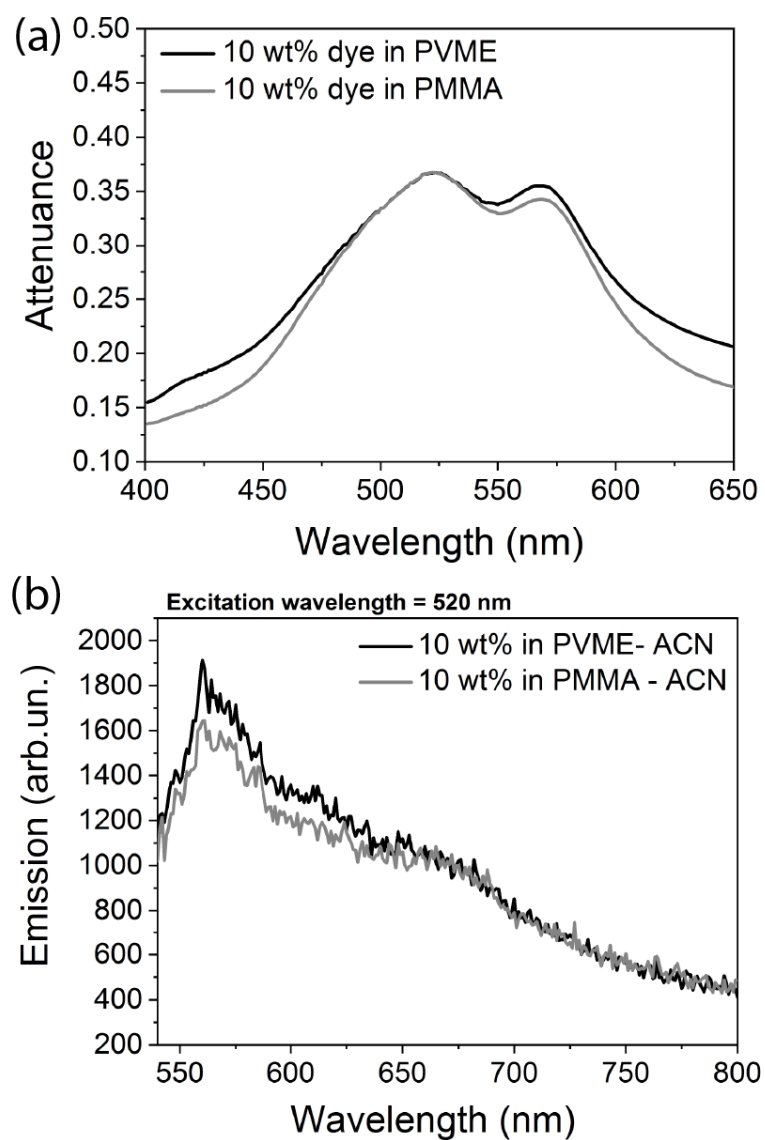 (a)
0.50
0.45
0.40
0.35
0.30
0.25
0.20
0.15
0.10
Attenuance
10 wt% dye in PVME
10 wt% dye in PMMA
400 450 500 550 600 650
Wavelength (nm)
(b)
Excitation wavelength = 520 nm
2000
1800
1600
1400
1200
1000
800
600
400
200
Emission (arb.un.)
10 wt% in PVME- ACN
10 wt% in PMMA - ACN
550 600 650 700 750 800
Wavelength (nm)